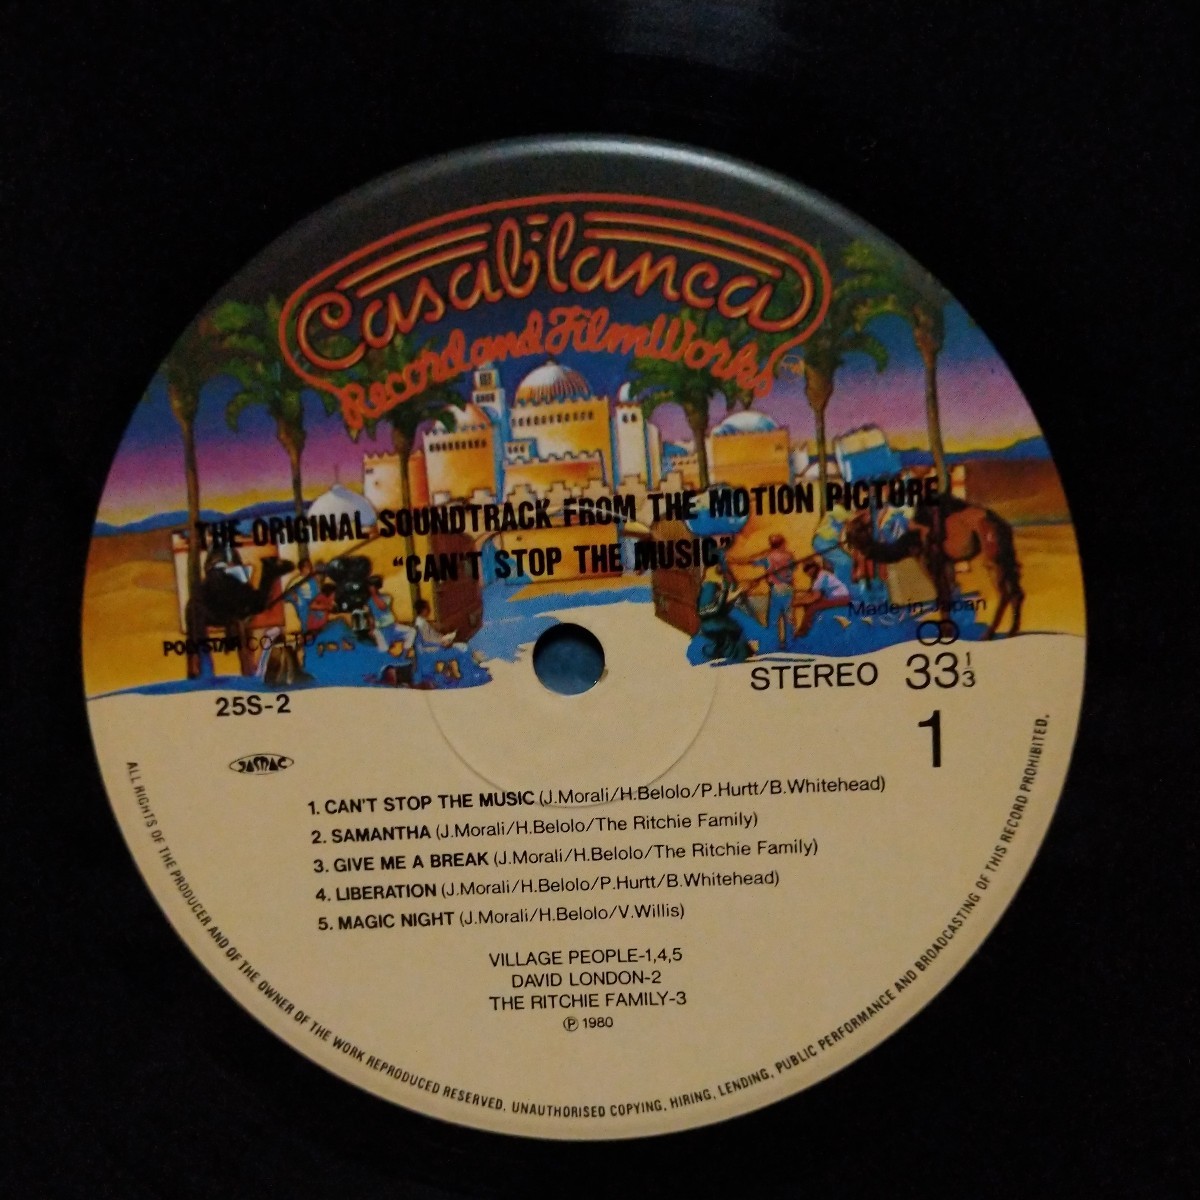 Casablanca
Record and FilmWorks
THE ORIGINAL SOUNDTRACK FROM THE MOTION PICTURE
“CAN'T STOP THE MUSIC”
Made in Japan
POLYSTAR CO., LTD.
STEREO 33 1/3
25S-2
1
JASRAC
1. CAN'T STOP THE MUSIC (J.Morali/H.Belolo/P.Hurtt/B.Whitehead)
2. SAMANTHA (J.Morali/H.Belolo/The Ritchie Family)
3. GIVE ME A BREAK (J.Morali/H.Belolo/The Ritchie Family)
4. LIBERATION (J.Morali/H.Belolo/P.Hurtt/B.Whitehead)
5. MAGIC NIGHT (J.Morali/H.Belolo/V.Willis)
VILLAGE PEOPLE-1,4,5
DAVID LONDON-2
THE RITCHIE FAMILY-3
Ⓟ 1980
ALL RIGHTS OF THE PRODUCER AND OF THE OWNER OF THE WORK REPRODUCED RESERVED. UNAUTHORISED COPYING, HIRING, LENDING, PUBLIC PERFORMANCE AND BROADCASTING OF THIS RECORD PROHIBITED.